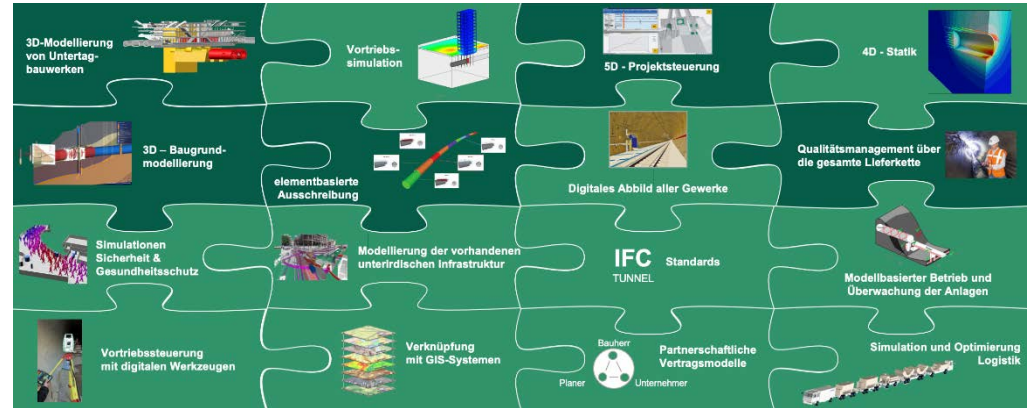 3D-Modellierung
von Untertag-
bauwerken
Vortriebs-
simulation
5D - Projektsteuerung
4D - Statik
3D – Baugrund-
modellierung
elementbasierte
Ausschreibung
Digitales Abbild aller Gewerke
Qualitätsmanagement über
die gesamte Lieferkette
Simulationen
Sicherheit &
Gesundheitsschutz
Modellierung der vorhandenen
unterirdischen Infrastruktur
IFC
TUNNEL
Standards
Modellbasierter Betrieb und
Überwachung der Anlagen
Vortriebssteuerung
mit digitalen Werkzeugen
Verknüpfung
mit GIS-Systemen
Bauherr
Planer
Unternehmer
Partnerschaftliche
Vertragsmodelle
Simulation und Optimierung
Logistik